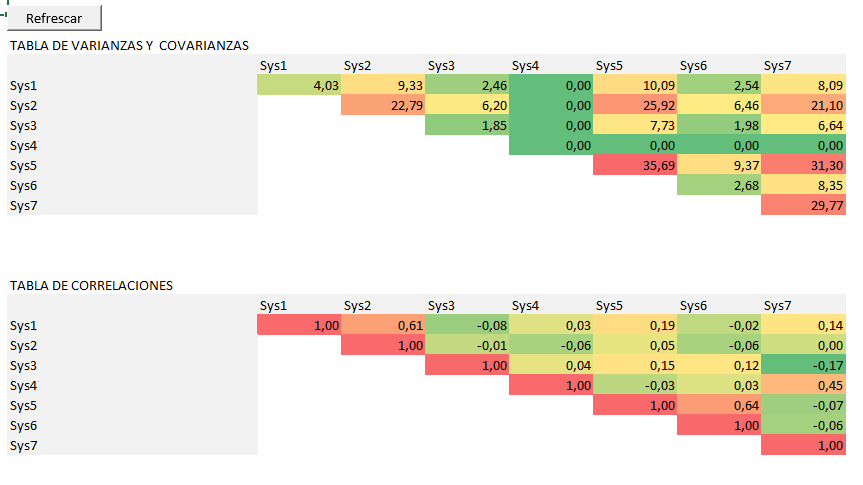 Refrescar
TABLA DE VARIANZAS Y  COVARIANZAS
Sys1 Sys2 Sys3 Sys4 Sys5 Sys6 Sys7
Sys1 4,03 9,33 2,46 0,00 10,09 2,54 8,09
Sys2 22,79 6,20 0,00 25,92 6,46 21,10
Sys3 1,85 0,00 7,73 1,98 6,64
Sys4 0,00 0,00 0,00 0,00
Sys5 35,69 9,37 31,30
Sys6 2,68 8,35
Sys7 29,77
TABLA DE CORRELACIONES
Sys1 Sys2 Sys3 Sys4 Sys5 Sys6 Sys7
Sys1 1,00 0,61 -0,08 0,03 0,19 -0,02 0,14
Sys2 1,00 -0,01 -0,06 0,05 -0,06 0,00
Sys3 1,00 0,04 0,15 0,12 -0,17
Sys4 1,00 -0,03 0,03 0,45
Sys5 1,00 0,64 -0,07
Sys6 1,00 -0,06
Sys7 1,00